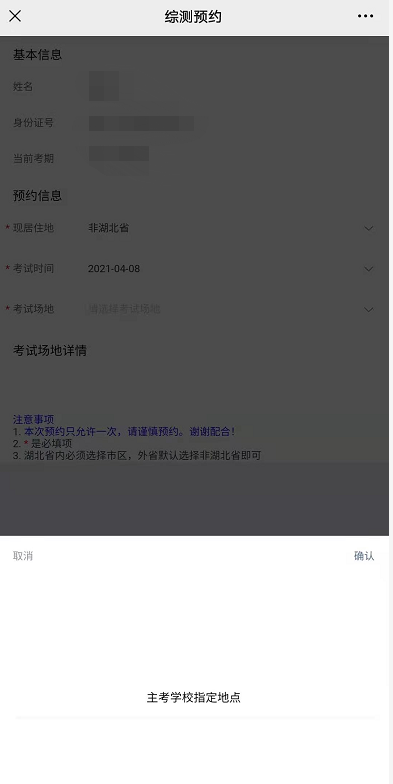 综测预约
基本信息
姓名
身份证号
当前考期
预约信息
* 现居住地 非湖北省
* 考试时间 2021-04-08
* 考试场地 请选择考试场地
考试场地详情
注意事项
1. 本次预约只允许一次，请谨慎预约。谢谢配合！
2. * 是必填项
3. 湖北省内必须选择市区，外省默认选择非湖北省即可
取消 确认
主考学校指定地点